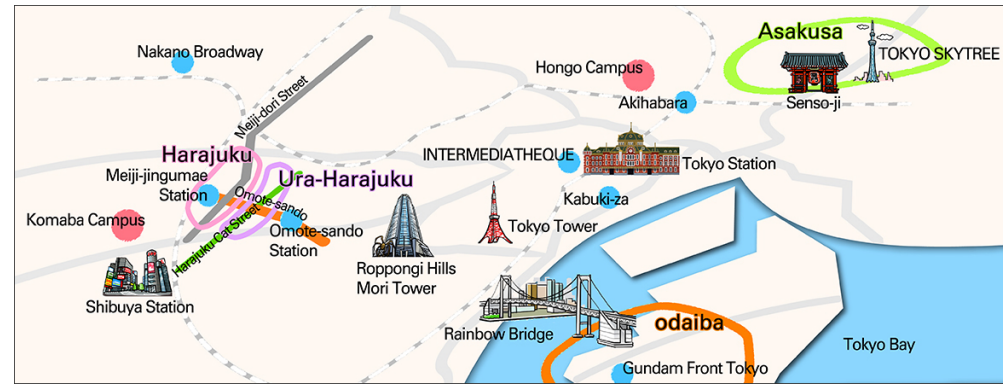 Asakusa
Nakano Broadway
TOKYO SKYTREE
Hongo Campus
Meiji-dori Street
Akihabara
Senso-ji
Harajuku
INTERMEDIATHEQUE
Tokyo Station
Meiji-jingumae
Station
Ura-Harajuku
Omote-sando
Kabuki-za
Komaba Campus
Harajuku Cat Street
Omote-sando
Station
Tokyo Tower
Roppongi Hills
Mori Tower
Shibuya Station
Rainbow Bridge
odaiba
Tokyo Bay
Gundam Front Tokyo